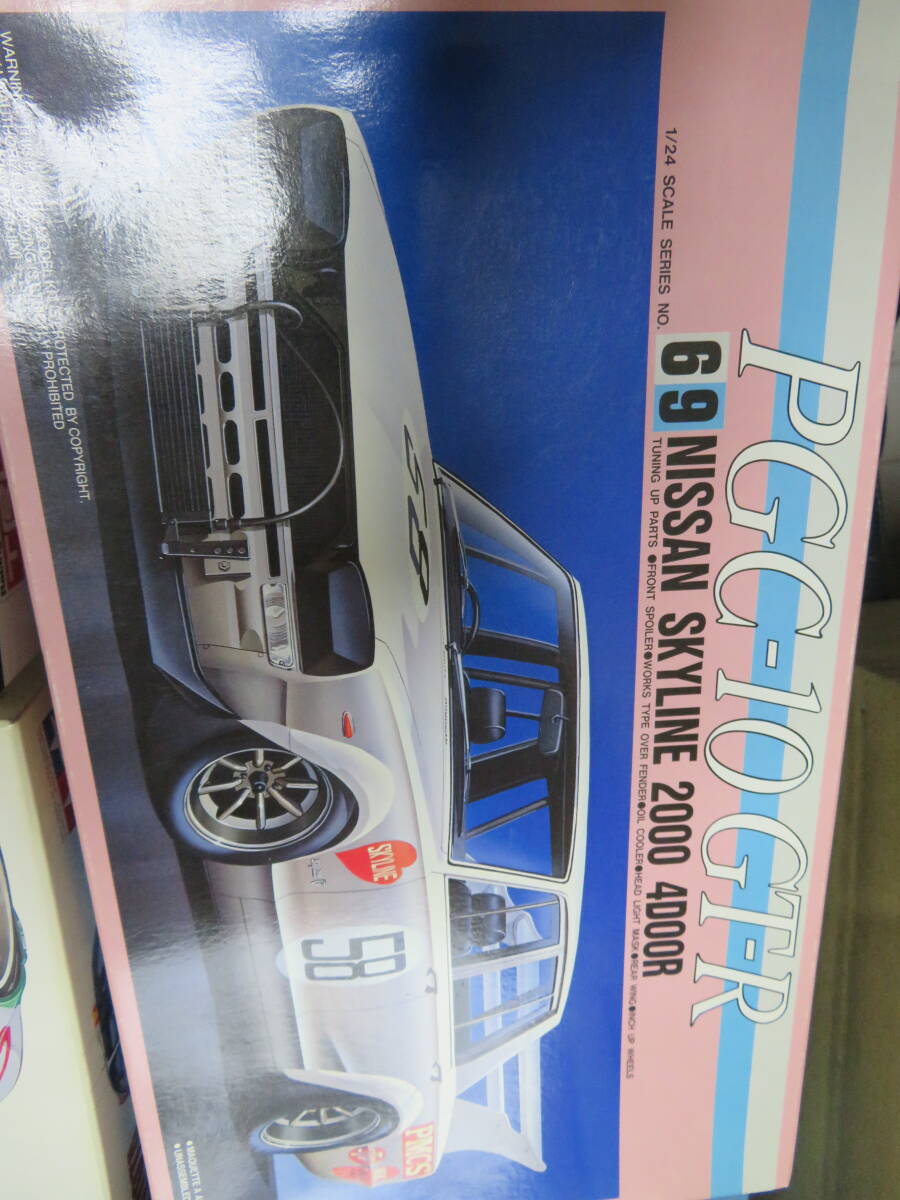 PGC-10 GT-R
1/24 SCALE SERIES NO. 69 NISSAN SKYLINE 2000 4DOOR
TUNING UP PARTS ●FRONT SPOILER●WORKS TYPE OVER FENDER●OIL COOLER●HEAD LIGHT MASK●REAR WING●INCH UP WHEELS
58
SKYLINE
58
PMCS
PROTECTED BY COPYRIGHT.
PROHIBITED
●MAQUETTE A